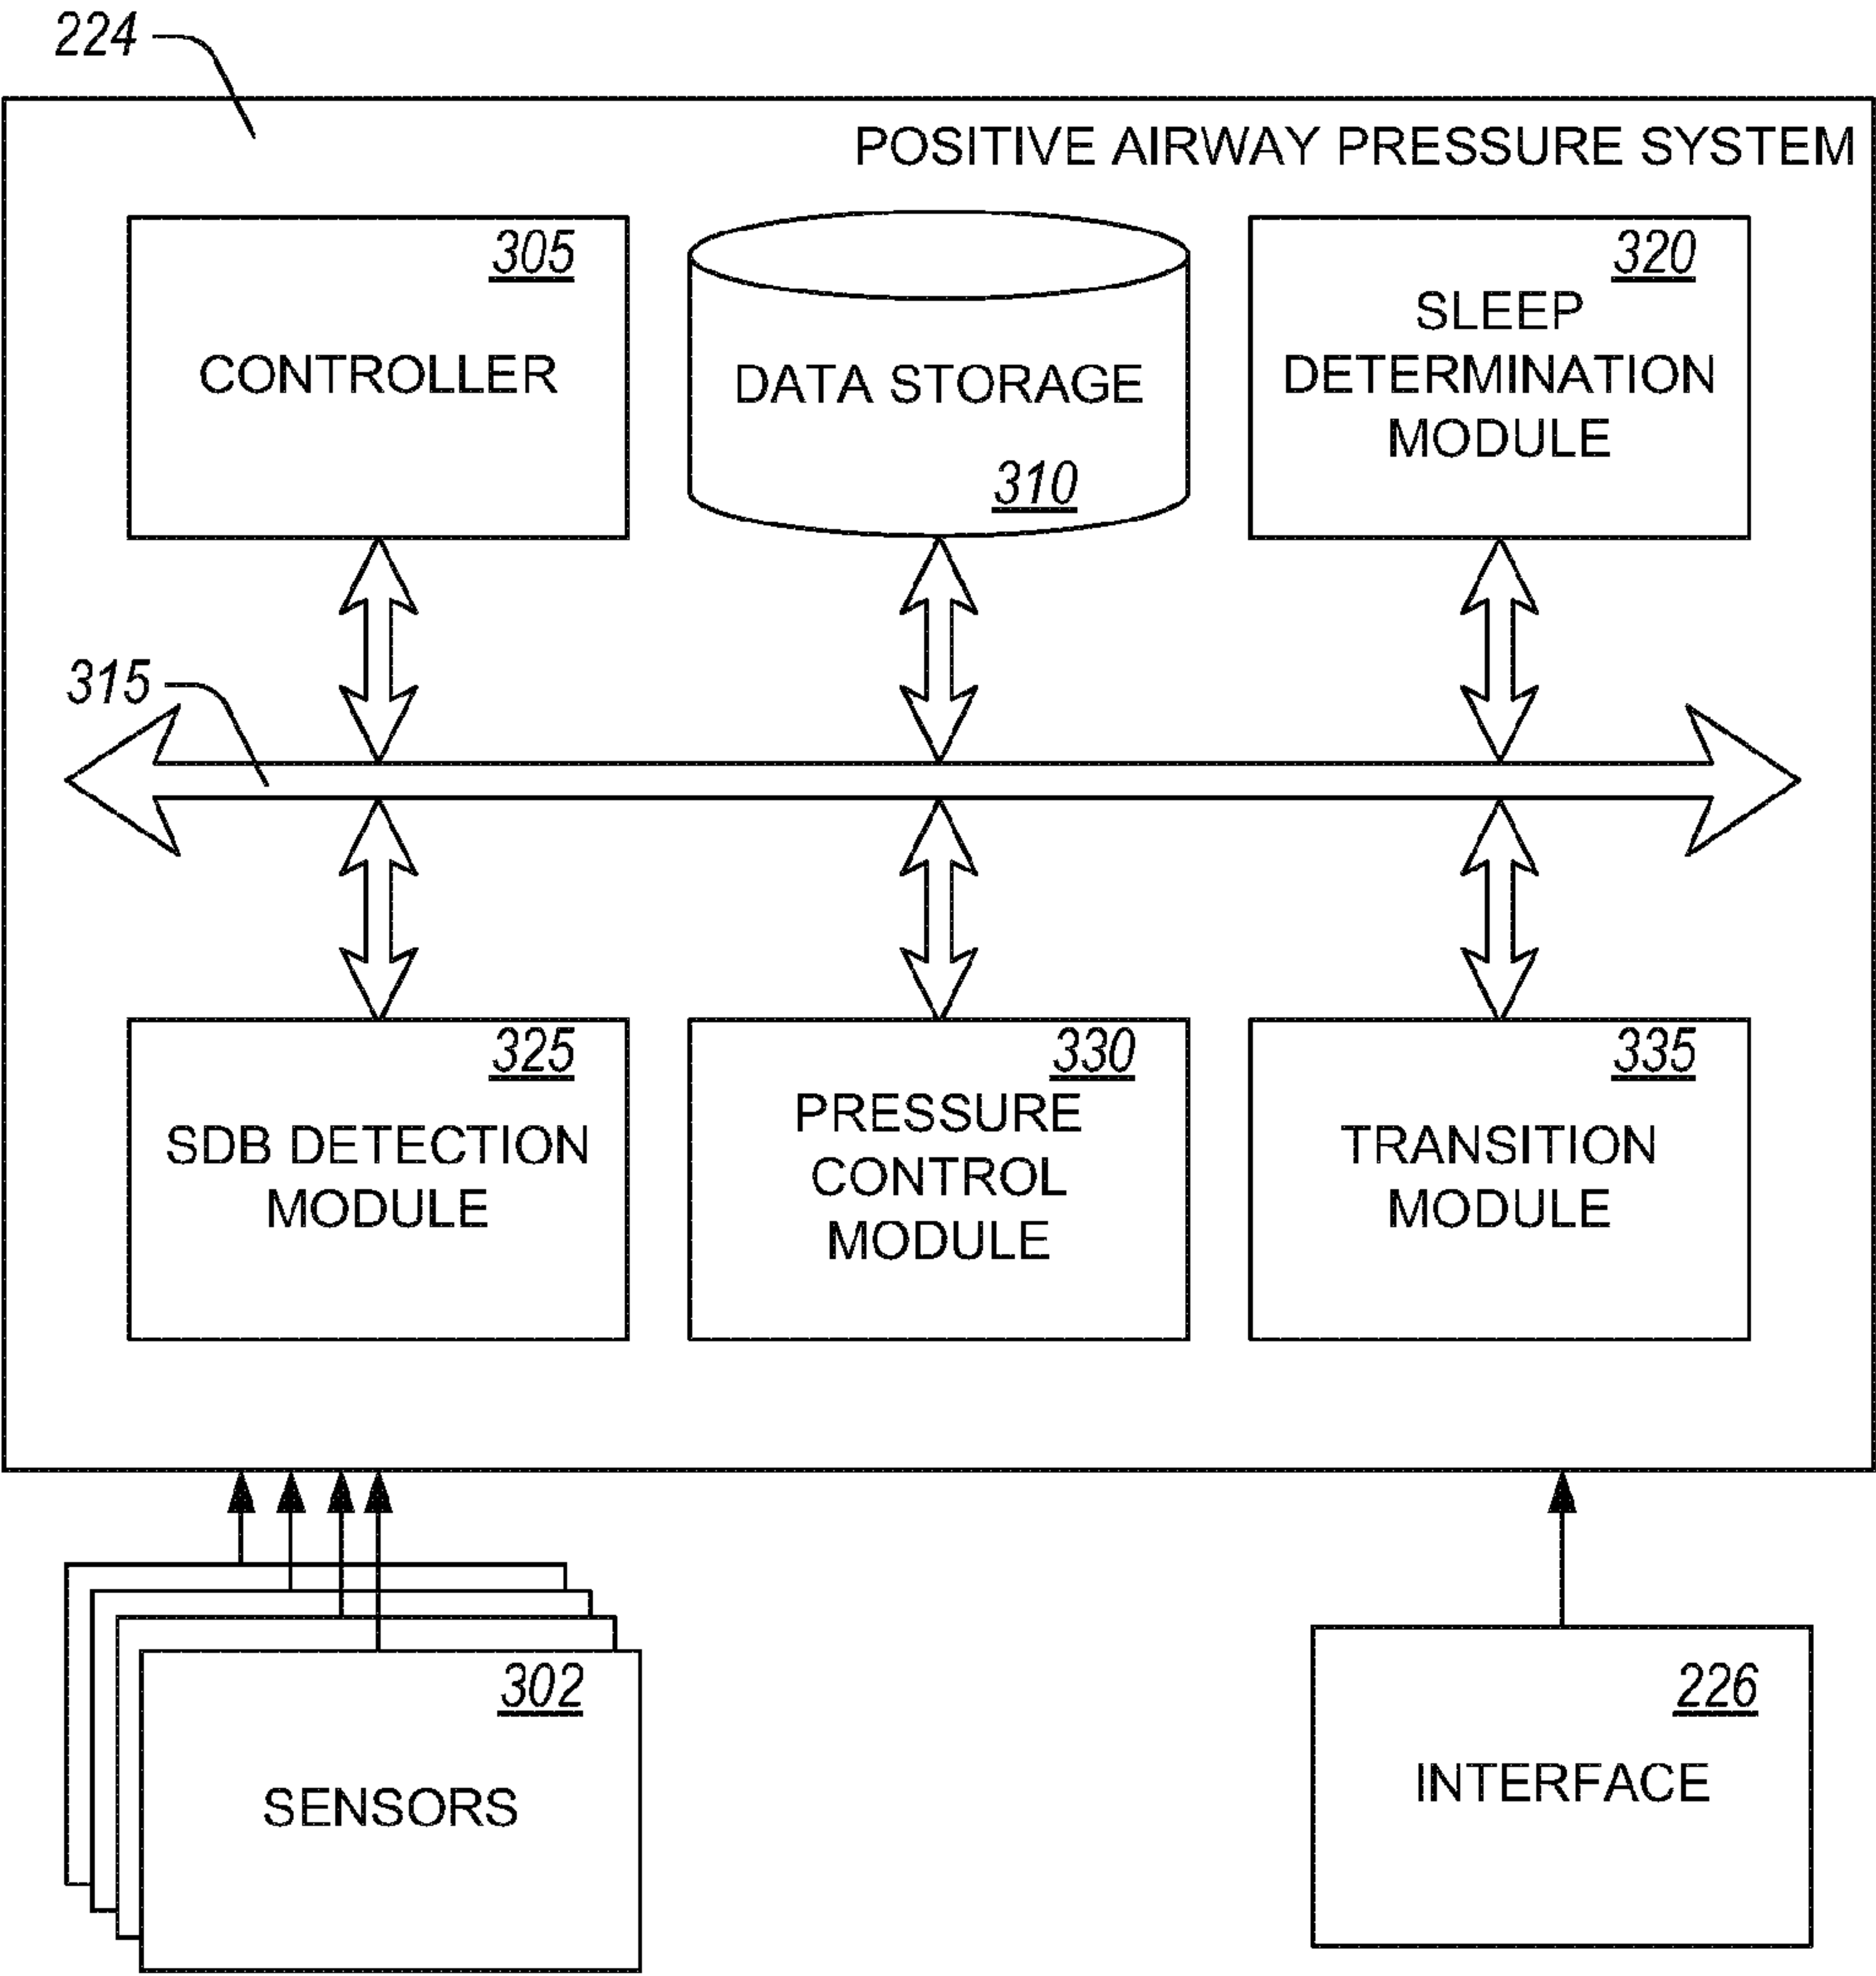 224
POSITIVE AIRWAY PRESSURE SYSTEM
305
CONTROLLER
DATA STORAGE
310
320
SLEEP
DETERMINATION
MODULE
315
325
SDB DETECTION
MODULE
330
PRESSURE
CONTROL
MODULE
335
TRANSITION
MODULE
302
SENSORS
226
INTERFACE